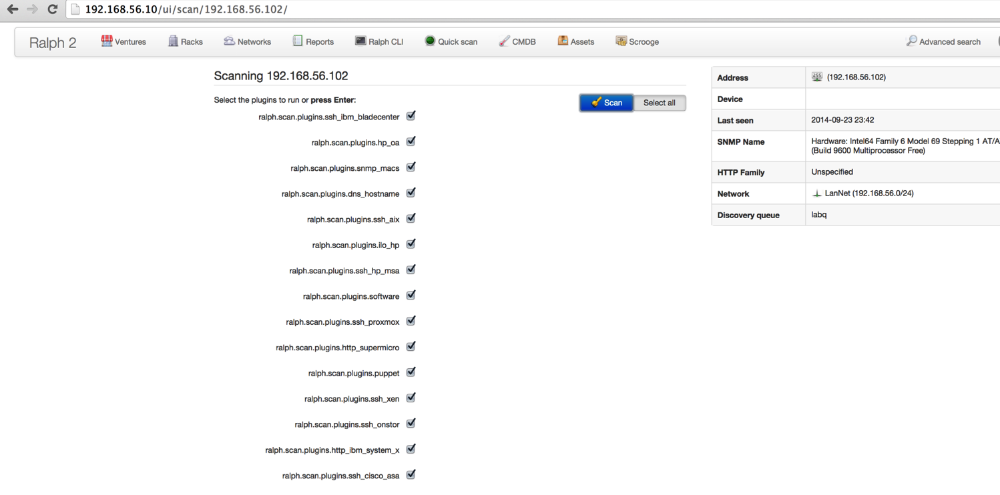 192.168.56.10/ui/scan/192.168.56.102/
Ralph 2 Ventures Racks Networks Reports Ralph CLI Quick scan CMDB Assets Scrooge Advanced search
Scanning 192.168.56.102
Select the plugins to run or press Enter:
Scan Select all
ralph.scan.plugins.ssh_ibm_bladecenter
ralph.scan.plugins.hp_oa
ralph.scan.plugins.snmp_macs
ralph.scan.plugins.dns_hostname
ralph.scan.plugins.ssh_aix
ralph.scan.plugins.ilo_hp
ralph.scan.plugins.ssh_hp_msa
ralph.scan.plugins.software
ralph.scan.plugins.ssh_proxmox
ralph.scan.plugins.http_supermicro
ralph.scan.plugins.puppet
ralph.scan.plugins.ssh_xen
ralph.scan.plugins.ssh_onstor
ralph.scan.plugins.http_ibm_system_x
ralph.scan.plugins.ssh_cisco_asa
Address 255 (192.168.56.102)
Device
Last seen 2014-09-23 23:42
SNMP Name Hardware: Intel64 Family 6 Model 69 Stepping 1 AT/A
(Build 9600 Multiprocessor Free)
HTTP Family Unspecified
Network LanNet (192.168.56.0/24)
Discovery queue labq